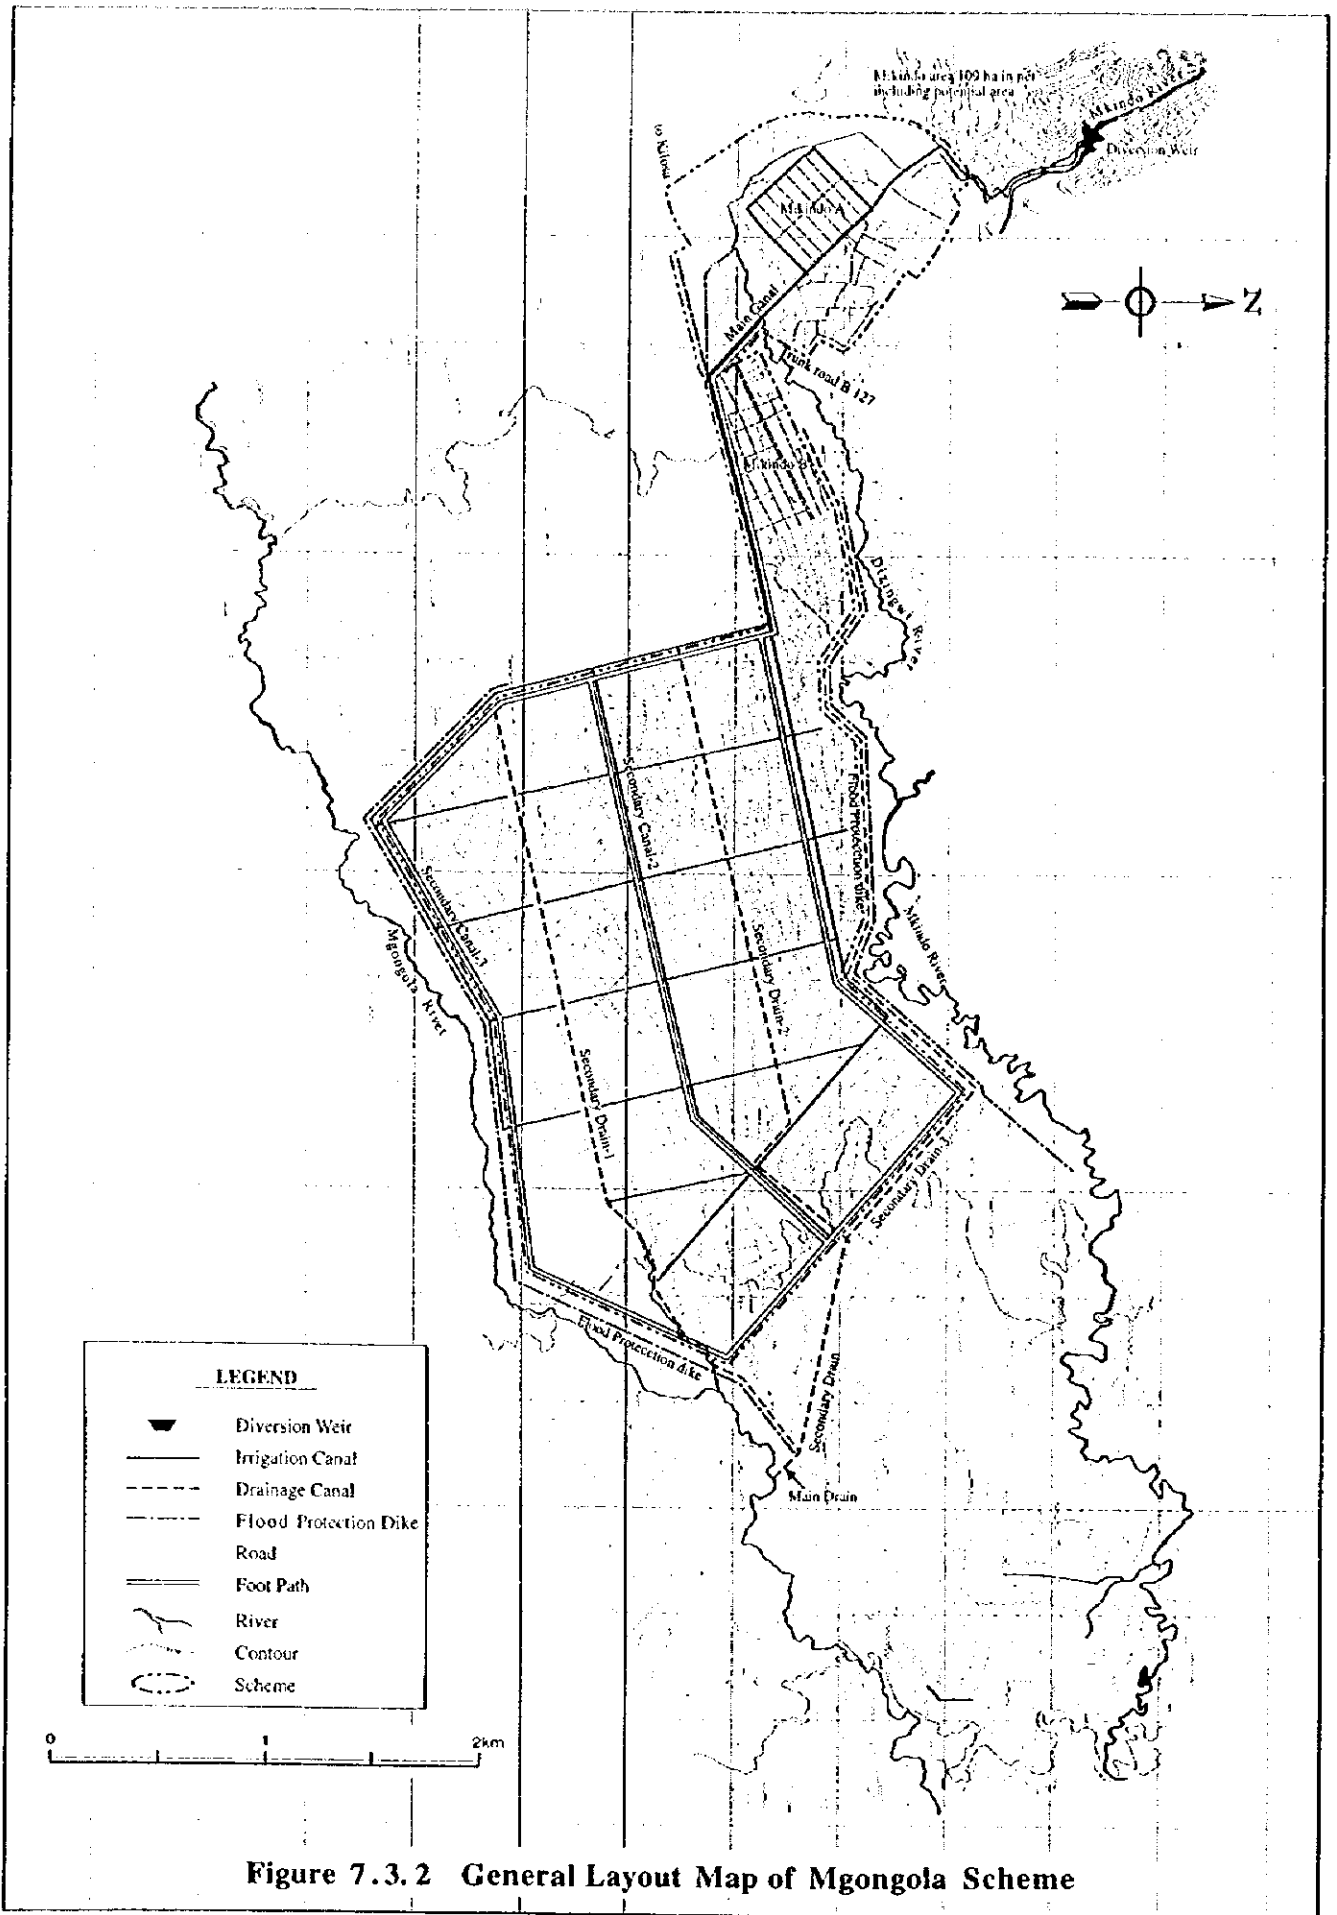 Mkindo area 109 ha in net
including potential area
Mkindo River
Diversion Weir
to Kilosa
Mkindo A
Z
Main Canal
Trunk road B 127
Mkindo B
Dizingwi River
Secondary Canal-2
Flood Protection dike
Secondary Canal-3
Mkindo River
Mgongola River
Secondary Drain-2
Secondary Drain-1
Secondary Drain-3
Flood Protecction dike
Secondary Drain
Main Drain
LEGEND
Diversion Weir
Irrigation Canal
Drainage Canal
Flood Protection Dike
Road
Foot Path
River
Contour
Scheme
0 1 2km
Figure 7.3.2 General Layout Map of Mgongola Scheme